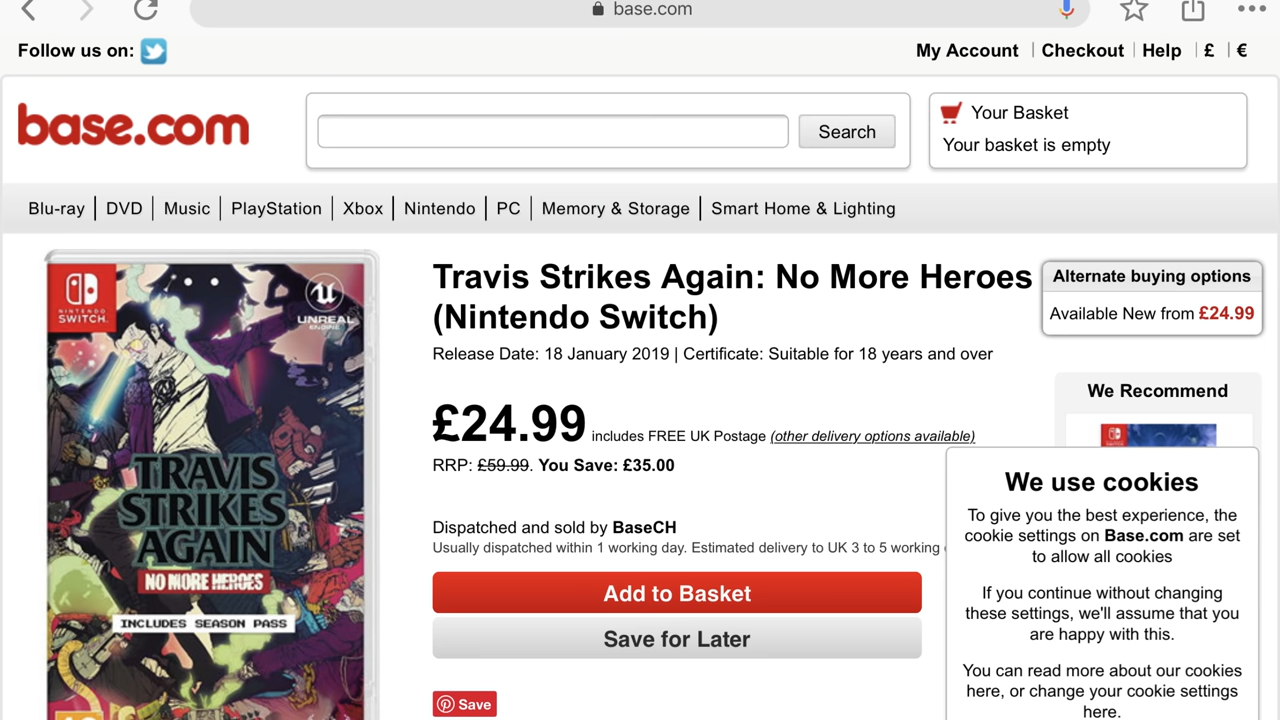 base.com
Follow us on:
My Account
Checkout
Help
£
€
base.com
Search
Your Basket
Your basket is empty
Blu-ray
DVD
Music
PlayStation
Xbox
Nintendo
PC
Memory & Storage
Smart Home & Lighting
NINTENDO
SWITCH.
UNREAL
ENGINE
TRAVIS
STRIKES
AGAIN
NO MORE HEROES
INCLUDES SEASON PASS
Travis Strikes Again: No More Heroes
(Nintendo Switch)
Release Date: 18 January 2019 | Certificate: Suitable for 18 years and over
£24.99 includes FREE UK Postage (other delivery options available)
RRP: £59.99. You Save: £35.00
Dispatched and sold by BaseCH
Usually dispatched within 1 working day. Estimated delivery to UK 3 to 5 working
Add to Basket
Save for Later
Save
Alternate buying options
Available New from £24.99
We Recommend
We use cookies
To give you the best experience, the
cookie settings on Base.com are set
to allow all cookies
If you continue without changing
these settings, we'll assume that you
are happy with this.
You can read more about our cookies
here, or change your cookie settings
here.